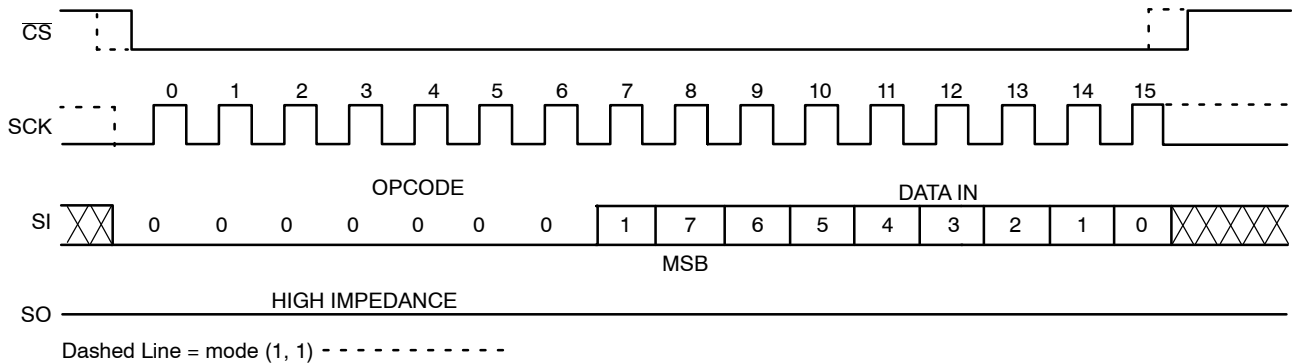 CS
0 1 2 3 4 5 6 7 8 9 10 11 12 13 14 15
SCK
OPCODE DATA IN
SI 0 0 0 0 0 0 0 1 7 6 5 4 3 2 1 0
MSB
HIGH IMPEDANCE
SO
Dashed Line = mode (1, 1)